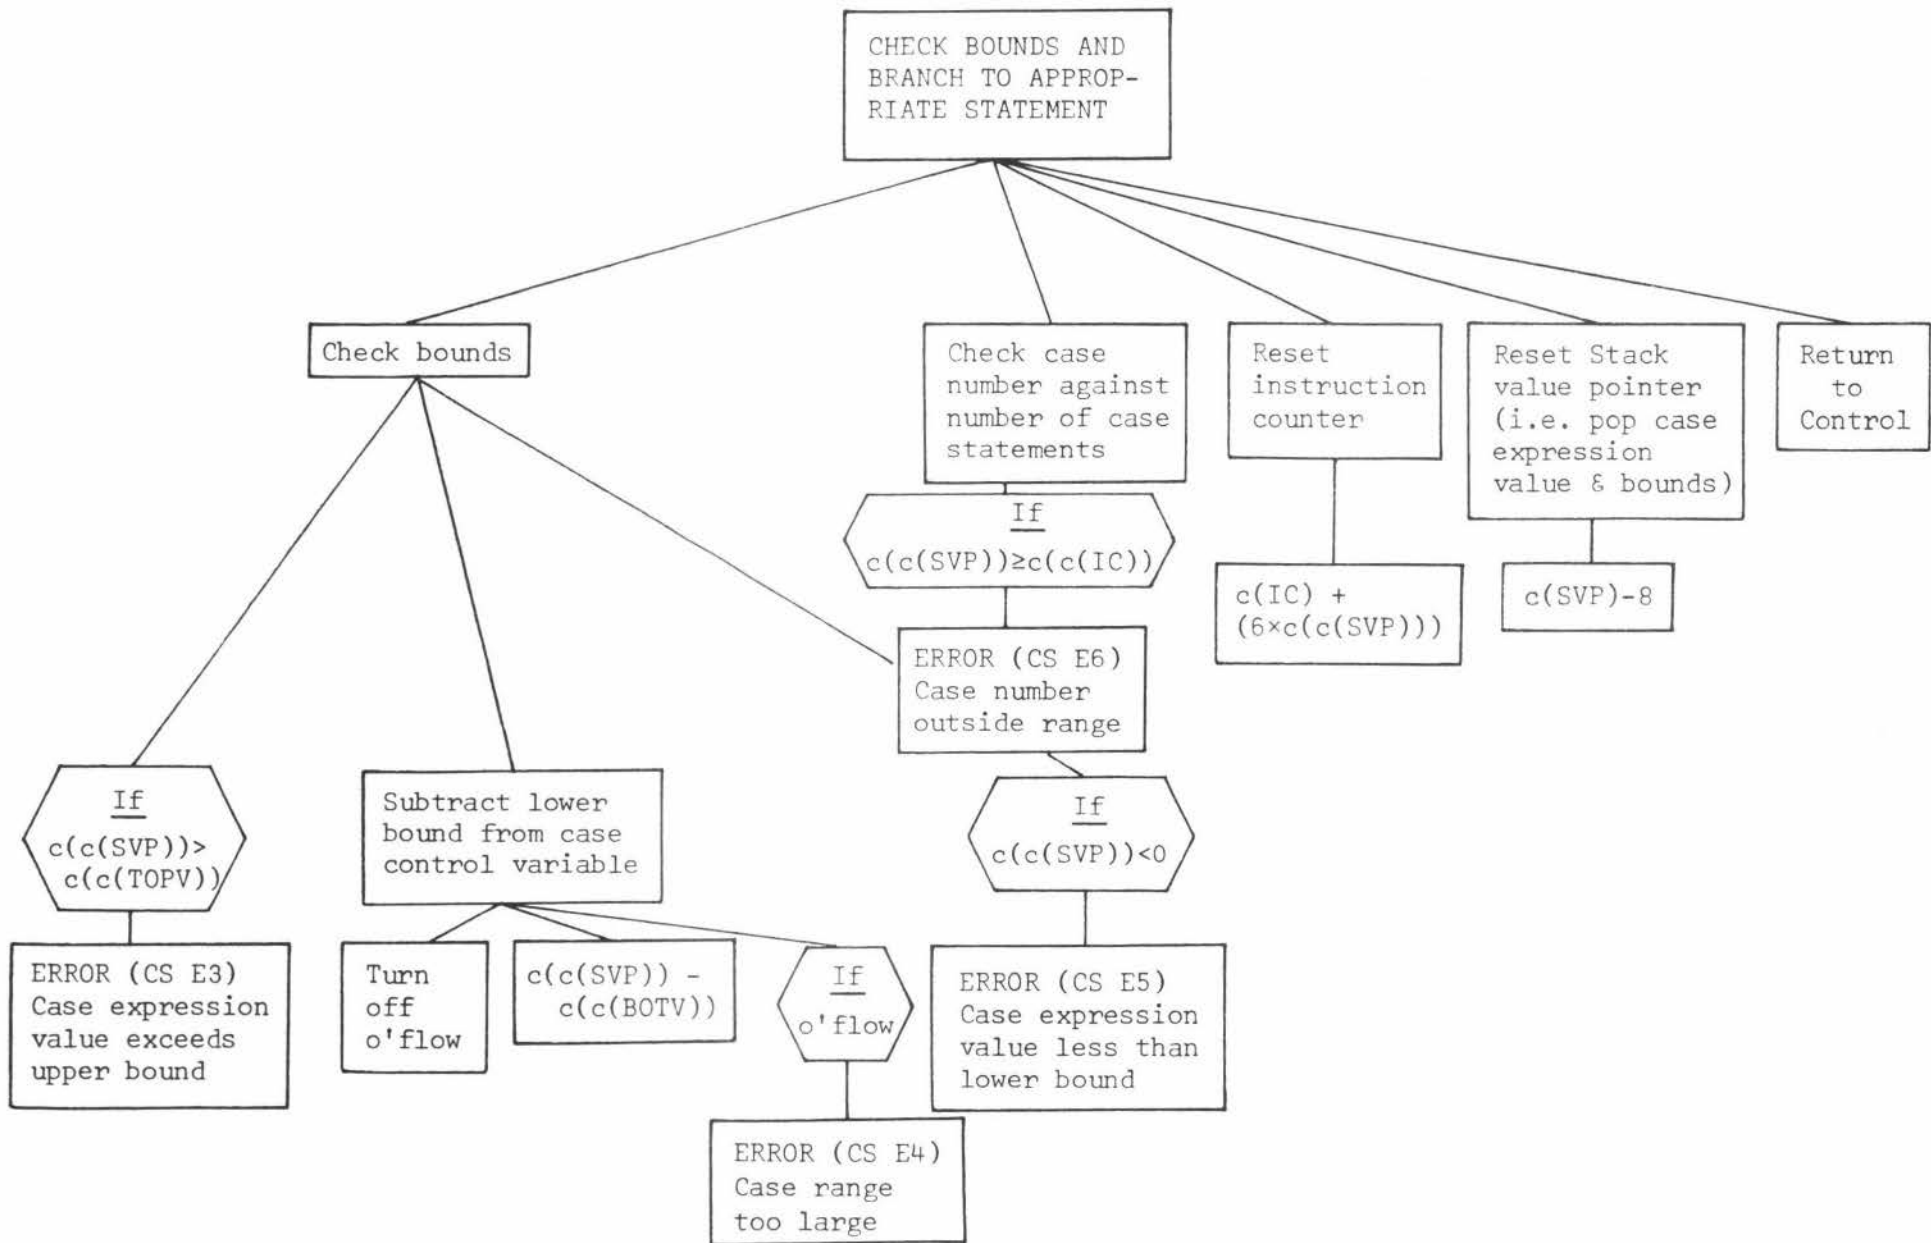 CHECK BOUNDS AND
BRANCH TO APPROP-
RIATE STATEMENT
Check bounds
Check case
number against
number of case
statements
Reset
instruction
counter
Reset Stack
value pointer
(i.e. pop case
expression
value & bounds)
Return
to
Control
If
c(c(SVP))≥c(c(IC))
c(IC) +
(6×c(c(SVP)))
c(SVP)-8
ERROR (CS E6)
Case number
outside range
If
c(c(SVP))>
c(c(TOPV))
Subtract lower
bound from case
control variable
If
c(c(SVP))<0
ERROR (CS E3)
Case expression
value exceeds
upper bound
Turn
off
o'flow
c(c(SVP)) -
c(c(BOTV))
If
o'flow
ERROR (CS E5)
Case expression
value less than
lower bound
ERROR (CS E4)
Case range
too large